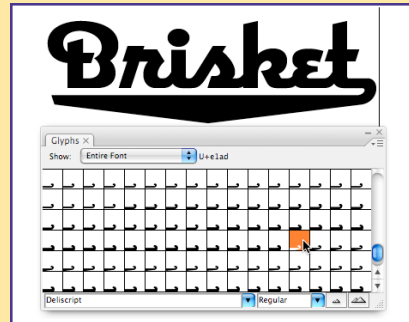 Brisket
Glyphs ×
Show: Entire Font U+e1ad
Deliscript Regular